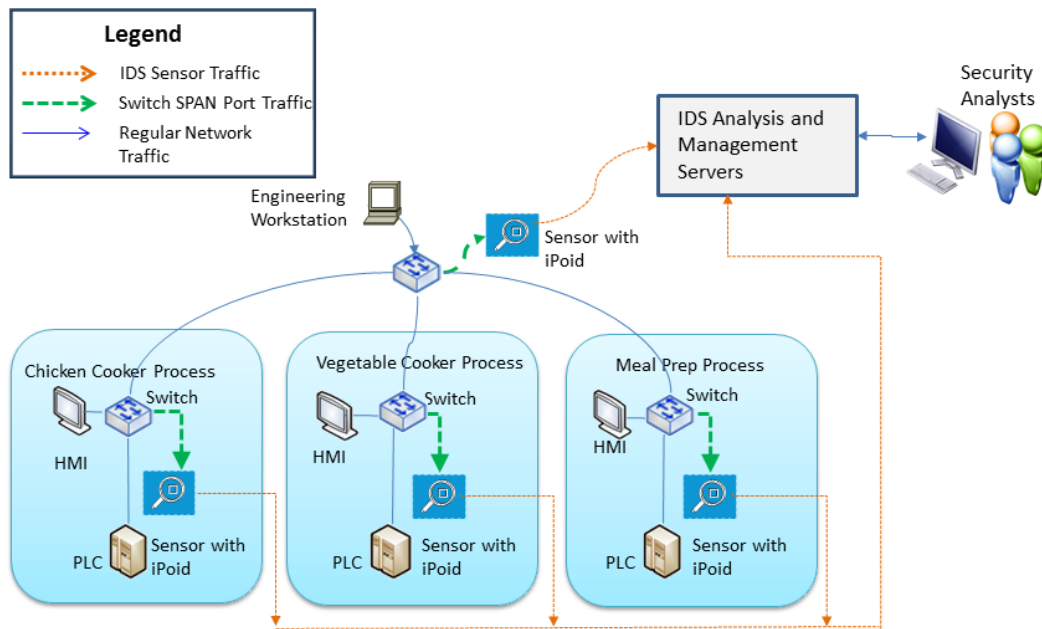 Legend
IDS Sensor Traffic
Switch SPAN Port Traffic
Regular Network
Traffic
Security
Analysts
IDS Analysis and
Management
Servers
Engineering
Workstation
Sensor with
iPoid
Chicken Cooker Process
Switch
HMI
PLC
Sensor with
iPoid
Vegetable Cooker Process
Switch
HMI
PLC
Sensor with
iPoid
Meal Prep Process
Switch
HMI
PLC
Sensor with
iPoid